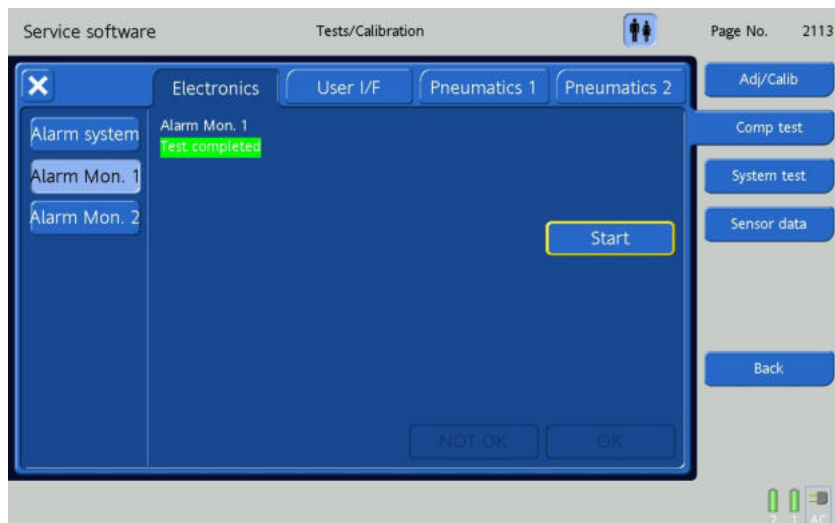 Service software Tests/Calibration Page No. 2113
Electronics User I/F Pneumatics 1 Pneumatics 2 Adj/Calib
Alarm system Alarm Mon. 1 Comp test
Test completed
Alarm Mon. 1 System test
Alarm Mon. 2 Sensor data
Start
Back
NOT OK OK
2 1 AC